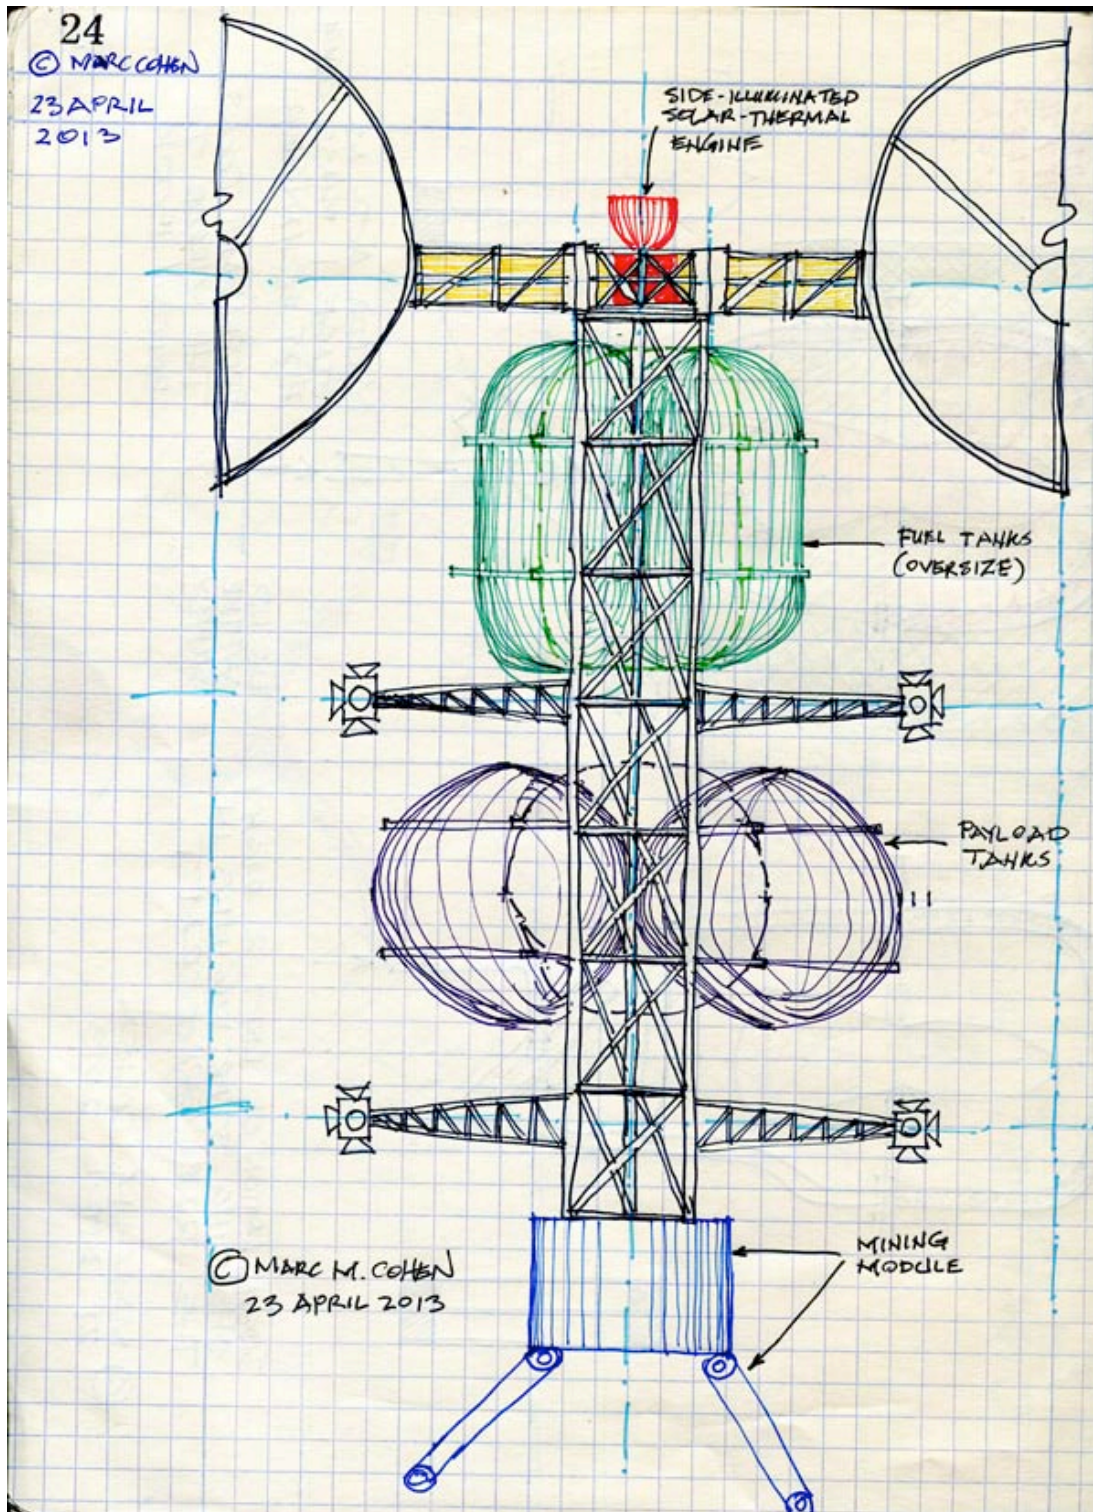 24
© MARC COHEN
23 APRIL
2013
SIDE-ILLUMINATED
SOLAR-THERMAL
ENGINE
FUEL TANKS
(OVERSIZE)
PAYLOAD
TANKS
MINING
MODULE
© MARC M. COHEN
23 APRIL 2013